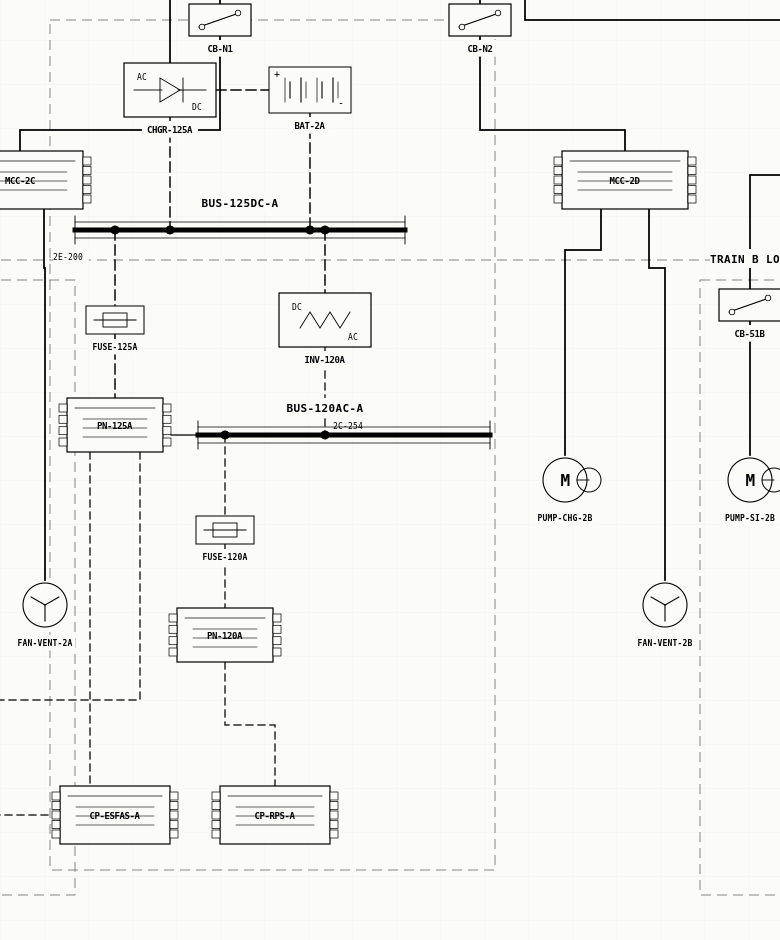 CB-N1
CB-N2
AC
DC
+
-
CHGR-125A
BAT-2A
MCC-2C
MCC-2D
BUS-125DC-A
2E-200
TRAIN B LO
DC
AC
CB-51B
FUSE-125A
INV-120A
BUS-120AC-A
PN-125A
2C-254
M
M
PUMP-CHG-2B
PUMP-SI-2B
FUSE-120A
PN-120A
FAN-VENT-2A
FAN-VENT-2B
CP-ESFAS-A
CP-RPS-A